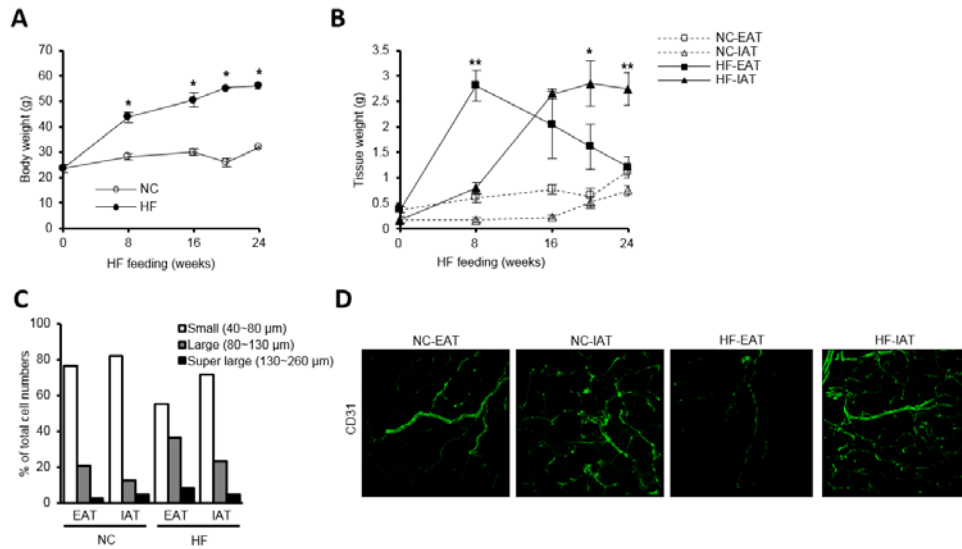 A
Body weight (g)
70
60
50
40
30
20
10
0
*
*
*
*
NC
HF
0
8
16
24
HF feeding (weeks)
B
Tissue weight (g)
3.5
3
2.5
2
1.5
1
0.5
0
**
*
**
NC-EAT
NC-IAT
HF-EAT
HF-IAT
0
8
16
24
HF feeding (weeks)
C
% of total cell numbers
100
80
60
40
20
0
Small (40~80 μm)
Large (80~130 μm)
Super large (130~260 μm)
EAT IAT EAT IAT
NC HF
D
NC-EAT NC-IAT HF-EAT HF-IAT
CD31